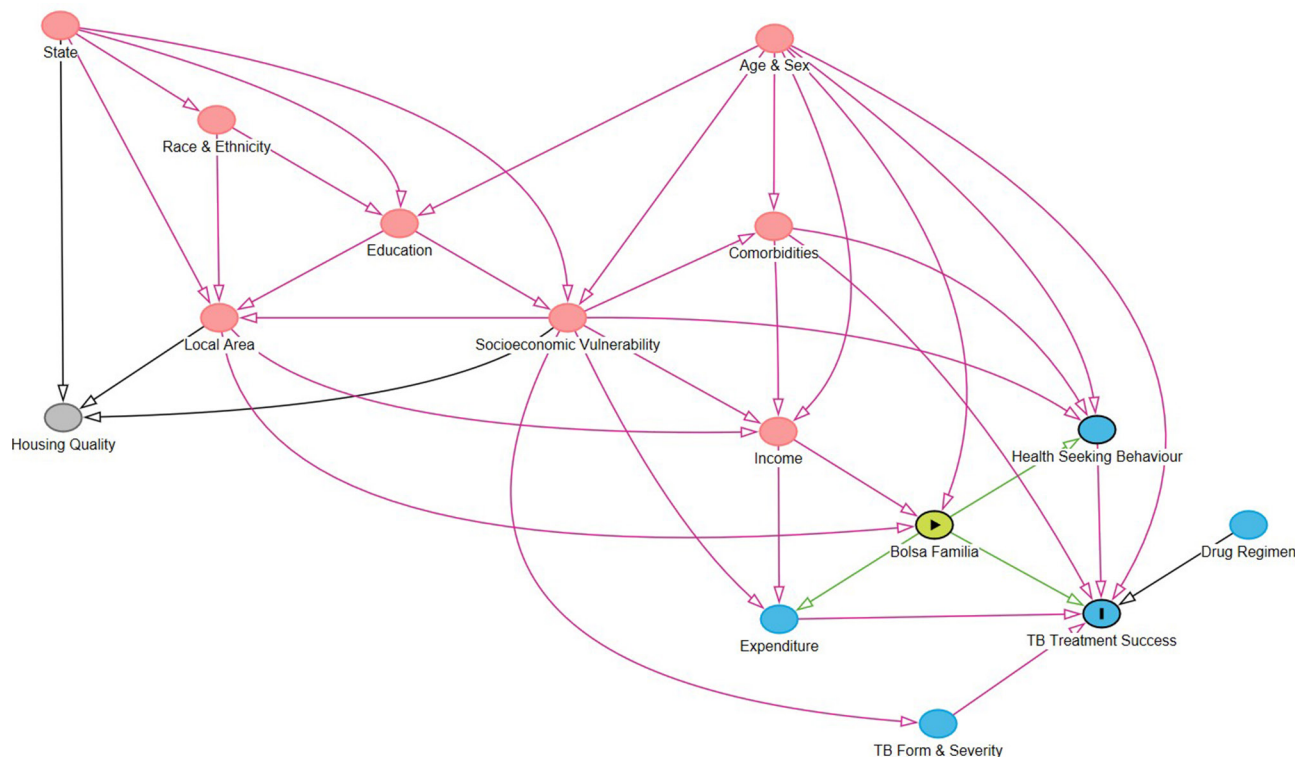 State
Age & Sex
Race & Ethnicity
Education
Comorbidities
Local Area
Socioeconomic Vulnerability
Housing Quality
Income
Health Seeking Behaviour
Bolsa Familia
Drug Regimen
Expenditure
TB Treatment Success
TB Form & Severity